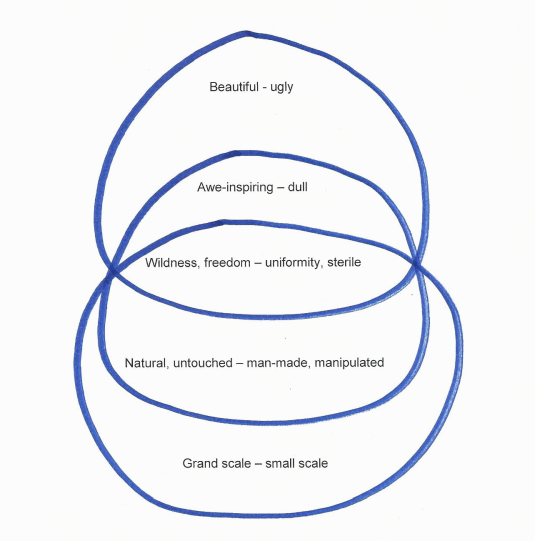 Beautiful - ugly
Awe-inspiring – dull
Wildness, freedom – uniformity, sterile
Natural, untouched – man-made, manipulated
Grand scale – small scale